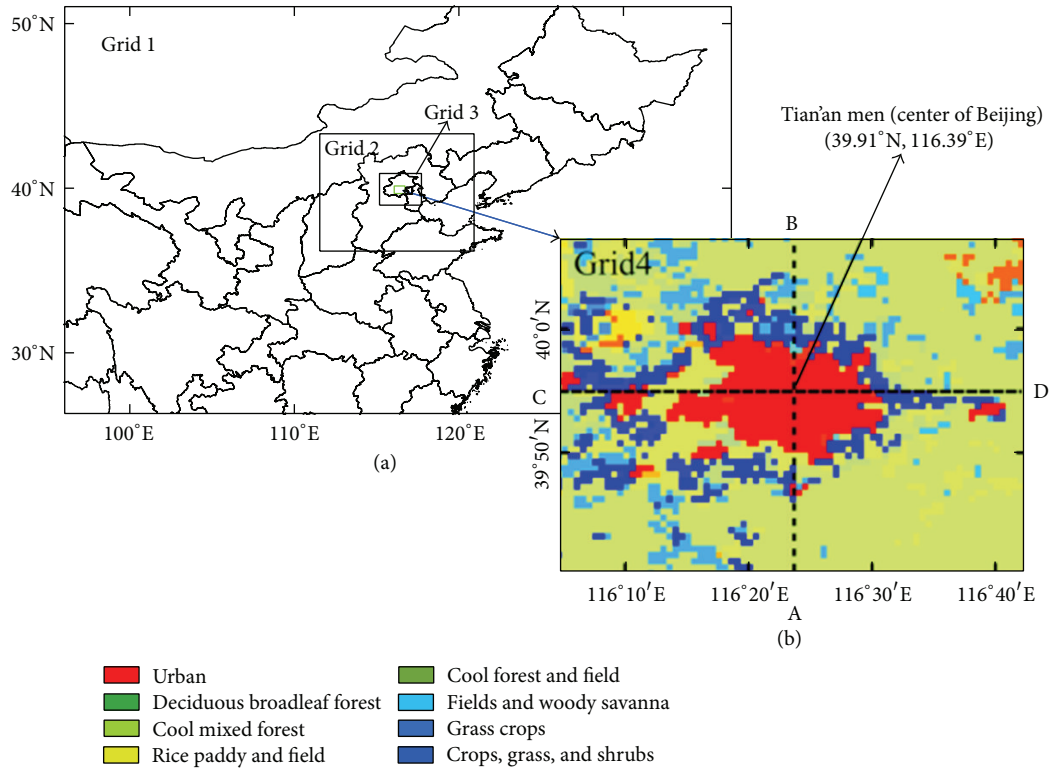 50°N
Grid 1
Grid 3
Grid 2
Tian'an men (center of Beijing)
(39.91°N, 116.39°E)
40°N
B
Grid4
40°0′N
30°N
C
D
39°50′N
100°E
110°E
120°E
(a)
116°10′E
116°20′E
116°30′E
116°40′E
A
(b)
Urban
Deciduous broadleaf forest
Cool mixed forest
Rice paddy and field
Cool forest and field
Fields and woody savanna
Grass crops
Crops, grass, and shrubs